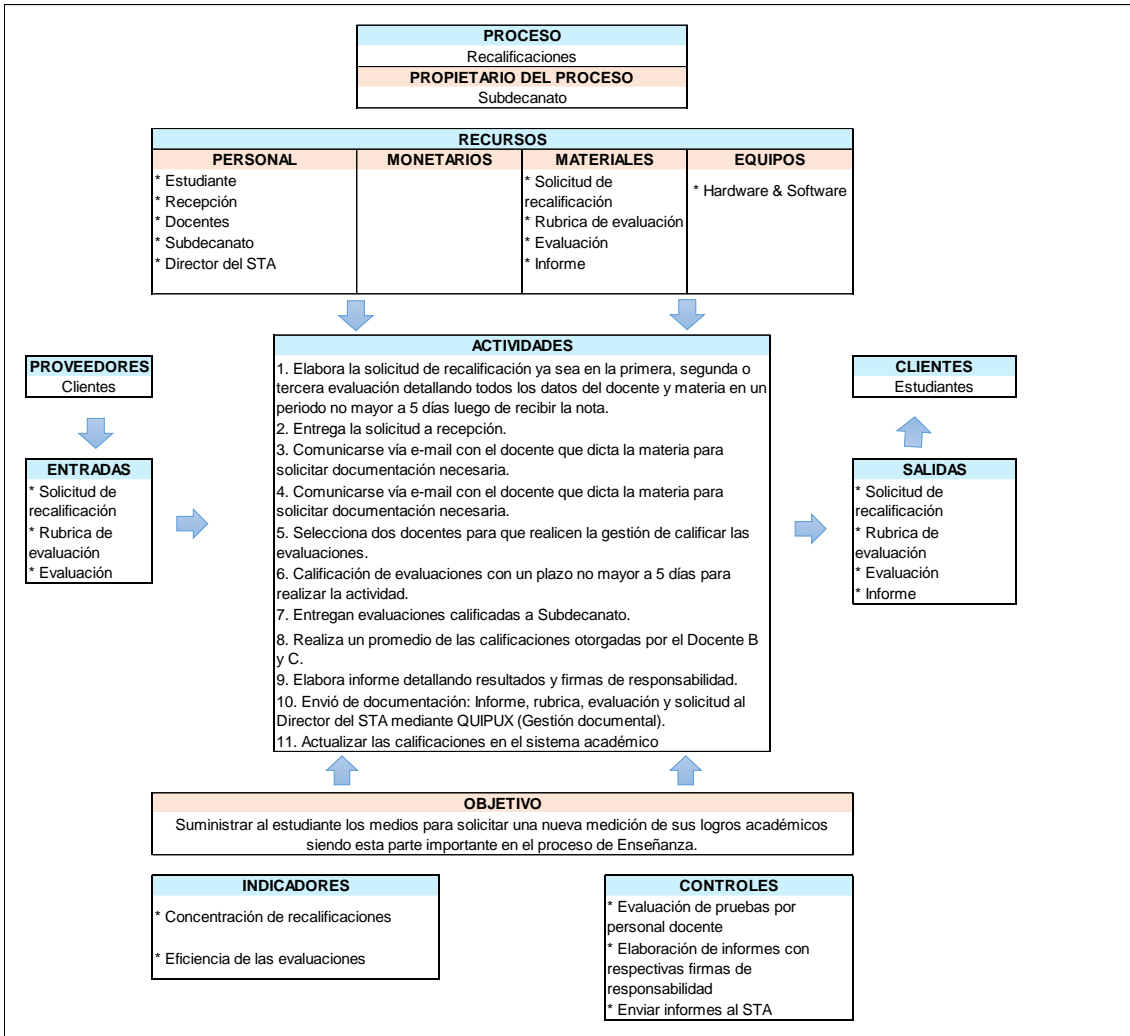 PROCESO
Recalificaciones
PROPIETARIO DEL PROCESO
Subdecanato
RECURSOS
PERSONAL
* Estudiante
* Recepción
* Docentes
* Subdecanato
* Director del STA
MONETARIOS
MATERIALES
* Solicitud de
recalificación
* Rubrica de evaluación
* Evaluación
* Informe
EQUIPOS
* Hardware & Software
PROVEEDORES
Clientes
ENTRADAS
* Solicitud de
recalificación
* Rubrica de
evaluación
* Evaluación
ACTIVIDADES
1. Elabora la solicitud de recalificación ya sea en la primera, segunda o
tercera evaluación detallando todos los datos del docente y materia en un
periodo no mayor a 5 días luego de recibir la nota.
2. Entrega la solicitud a recepción.
3. Comunicarse vía e-mail con el docente que dicta la materia para
solicitar documentación necesaria.
4. Comunicarse vía e-mail con el docente que dicta la materia para
solicitar documentación necesaria.
5. Selecciona dos docentes para que realicen la gestión de calificar las
evaluaciones.
6. Calificación de evaluaciones con un plazo no mayor a 5 días para
realizar la actividad.
7. Entregan evaluaciones calificadas a Subdecanato.
8. Realiza un promedio de las calificaciones otorgadas por el Docente B
y C.
9. Elabora informe detallando resultados y firmas de responsabilidad.
10. Envió de documentación: Informe, rubrica, evaluación y solicitud al
Director del STA mediante QUIPUX (Gestión documental).
11. Actualizar las calificaciones en el sistema académico
CLIENTES
Estudiantes
SALIDAS
* Solicitud de
recalificación
* Rubrica de
evaluación
* Evaluación
* Informe
OBJETIVO
Suministrar al estudiante los medios para solicitar una nueva medición de sus logros académicos
siendo esta parte importante en el proceso de Enseñanza.
INDICADORES
* Concentración de recalificaciones
* Eficiencia de las evaluaciones
CONTROLES
* Evaluación de pruebas por
personal docente
* Elaboración de informes con
respectivas firmas de
responsabilidad
* Enviar informes al STA